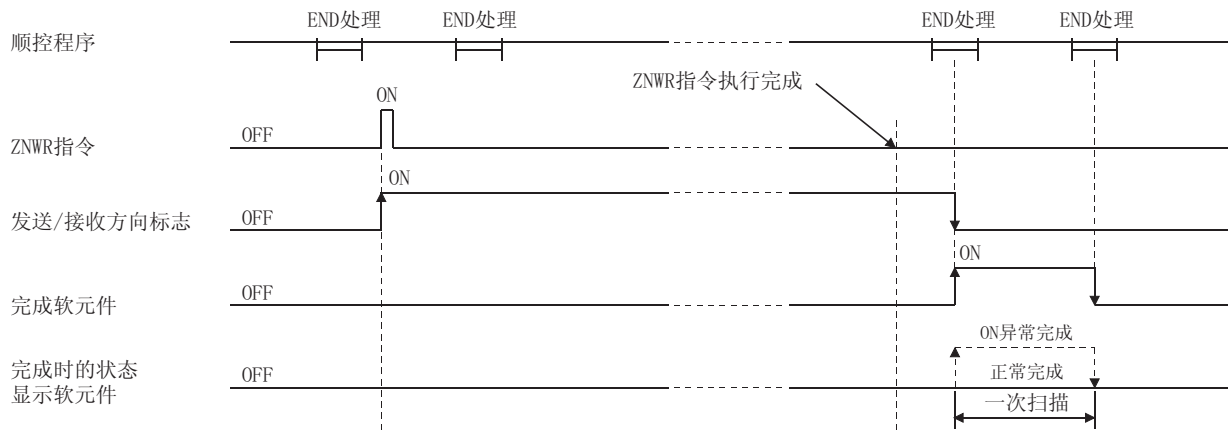 END处理 END处理 END处理 END处理
顺控程序
ZNWR指令执行完成
ON
ZNWR指令 OFF
ON
发送/接收方向标志 OFF
ON
完成软元件 OFF
ON异常完成
完成时的状态
显示软元件 OFF
正常完成
一次扫描